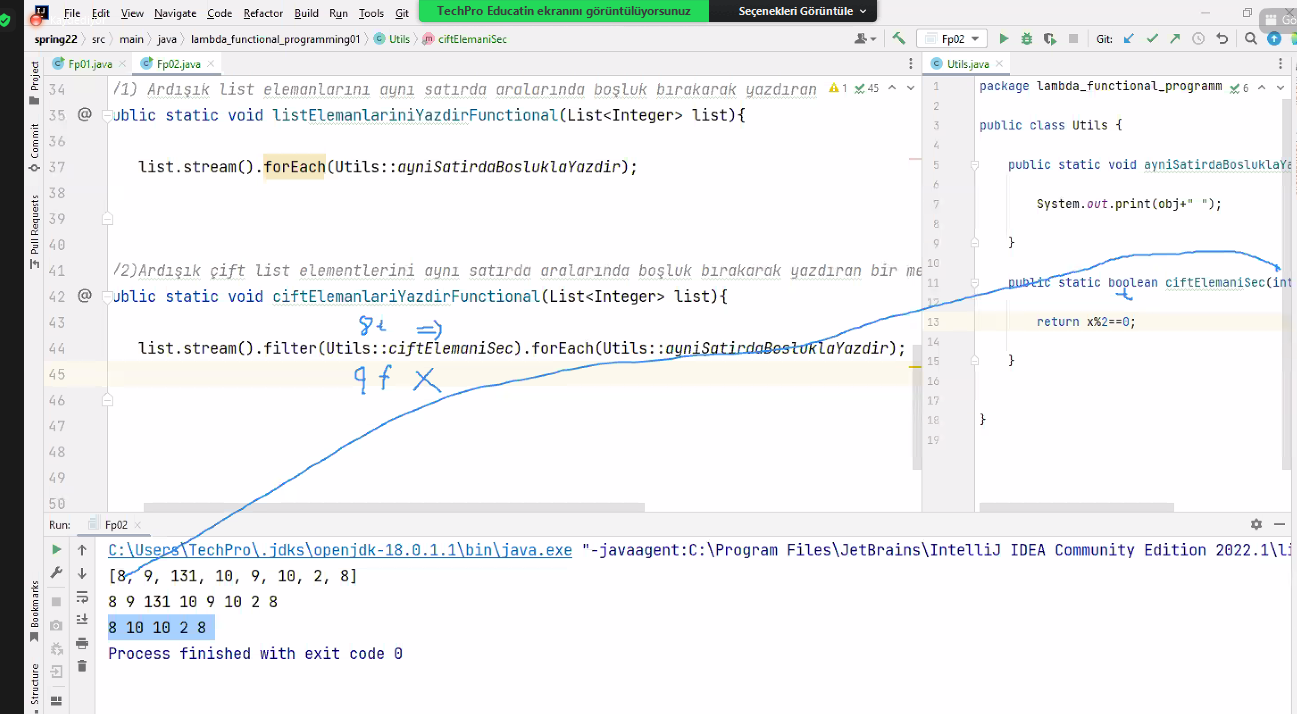 File Edit View Navigate Code Refactor Build Run Tools Git
TechPro Educatin ekranını görüntülüyorsunuz
Seçenekleri Görüntüle
spring22 > src > main > java > lambda_functional_programming01 > Utils > ciftElemaniSec
Fp02
Git:
Fp01.java
Fp02.java
Utils.java
Project
Commit
Pull Requests
34 /1) Ardışık list elemanlarını aynı satırda aralarında boşluk bırakarak yazdıran
1 45
35 @ ublic static void listElemanlariniYazdirFunctional(List<Integer> list){
36
37 list.stream().forEach(Utils::ayniSatirdaBosluklaYazdir);
38
39
40
41 /2)Ardışık çift list elementlerini aynı satırda aralarında boşluk bırakarak yazdıran bir me
42 @ ublic static void ciftElemanlariYazdirFunctional(List<Integer> list){
43
8t =>
44 list.stream().filter(Utils::ciftElemaniSec).forEach(Utils::ayniSatirdaBosluklaYazdir);
45
9 f X
46
47
48
49
50
1 package lambda_functional_programm
6
2
3 public class Utils {
4
5 public static void ayniSatirdaBosluklaYa
6
7 System.out.print(obj+" ");
8
9 }
10
11 public static boolean ciftElemaniSec(int
t
12
13 return x%2==0;
14
15 }
16
17
18 }
19
Run: Fp02
C:\Users\TechPro\.jdks\openjdk-18.0.1.1\bin\java.exe "-javaagent:C:\Program Files\JetBrains\IntelliJ IDEA Community Edition 2022.1\li
[8, 9, 131, 10, 9, 10, 2, 8]
8 9 131 10 9 10 2 8
8 10 10 2 8
Process finished with exit code 0
Bookmarks
Structure